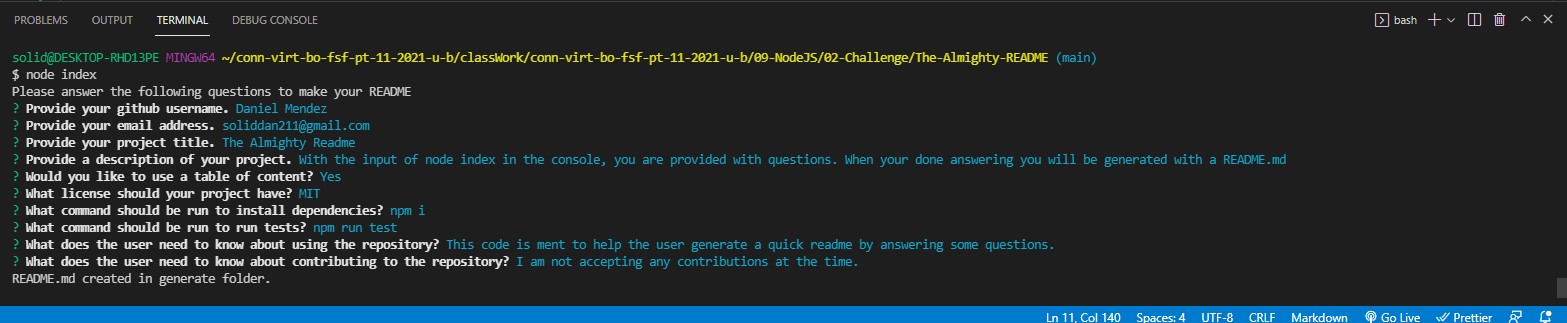 PROBLEMS OUTPUT TERMINAL DEBUG CONSOLE bash
solid@DESKTOP-RHD13PE MINGW64 ~/conn-virt-bo-fsf-pt-11-2021-u-b/classWork/conn-virt-bo-fsf-pt-11-2021-u-b/09-NodeJS/02-Challenge/The-Almighty-README (main)
$ node index
Please answer the following questions to make your README
? Provide your github username. Daniel Mendez
? Provide your email address. soliddan211@gmail.com
? Provide your project title. The Almighty Readme
? Provide a description of your project. With the input of node index in the console, you are provided with questions. When your done answering you will be generated with a README.md
? Would you like to use a table of content? Yes
? What license should your project have? MIT
? What command should be run to install dependencies? npm i
? What command should be run to run tests? npm run test
? What does the user need to know about using the repository? This code is ment to help the user generate a quick readme by answering some questions.
? What does the user need to know about contributing to the repository? I am not accepting any contributions at the time.
README.md created in generate folder.
Ln 11, Col 140 Spaces: 4 UTF-8 CRLF Markdown Go Live Prettier